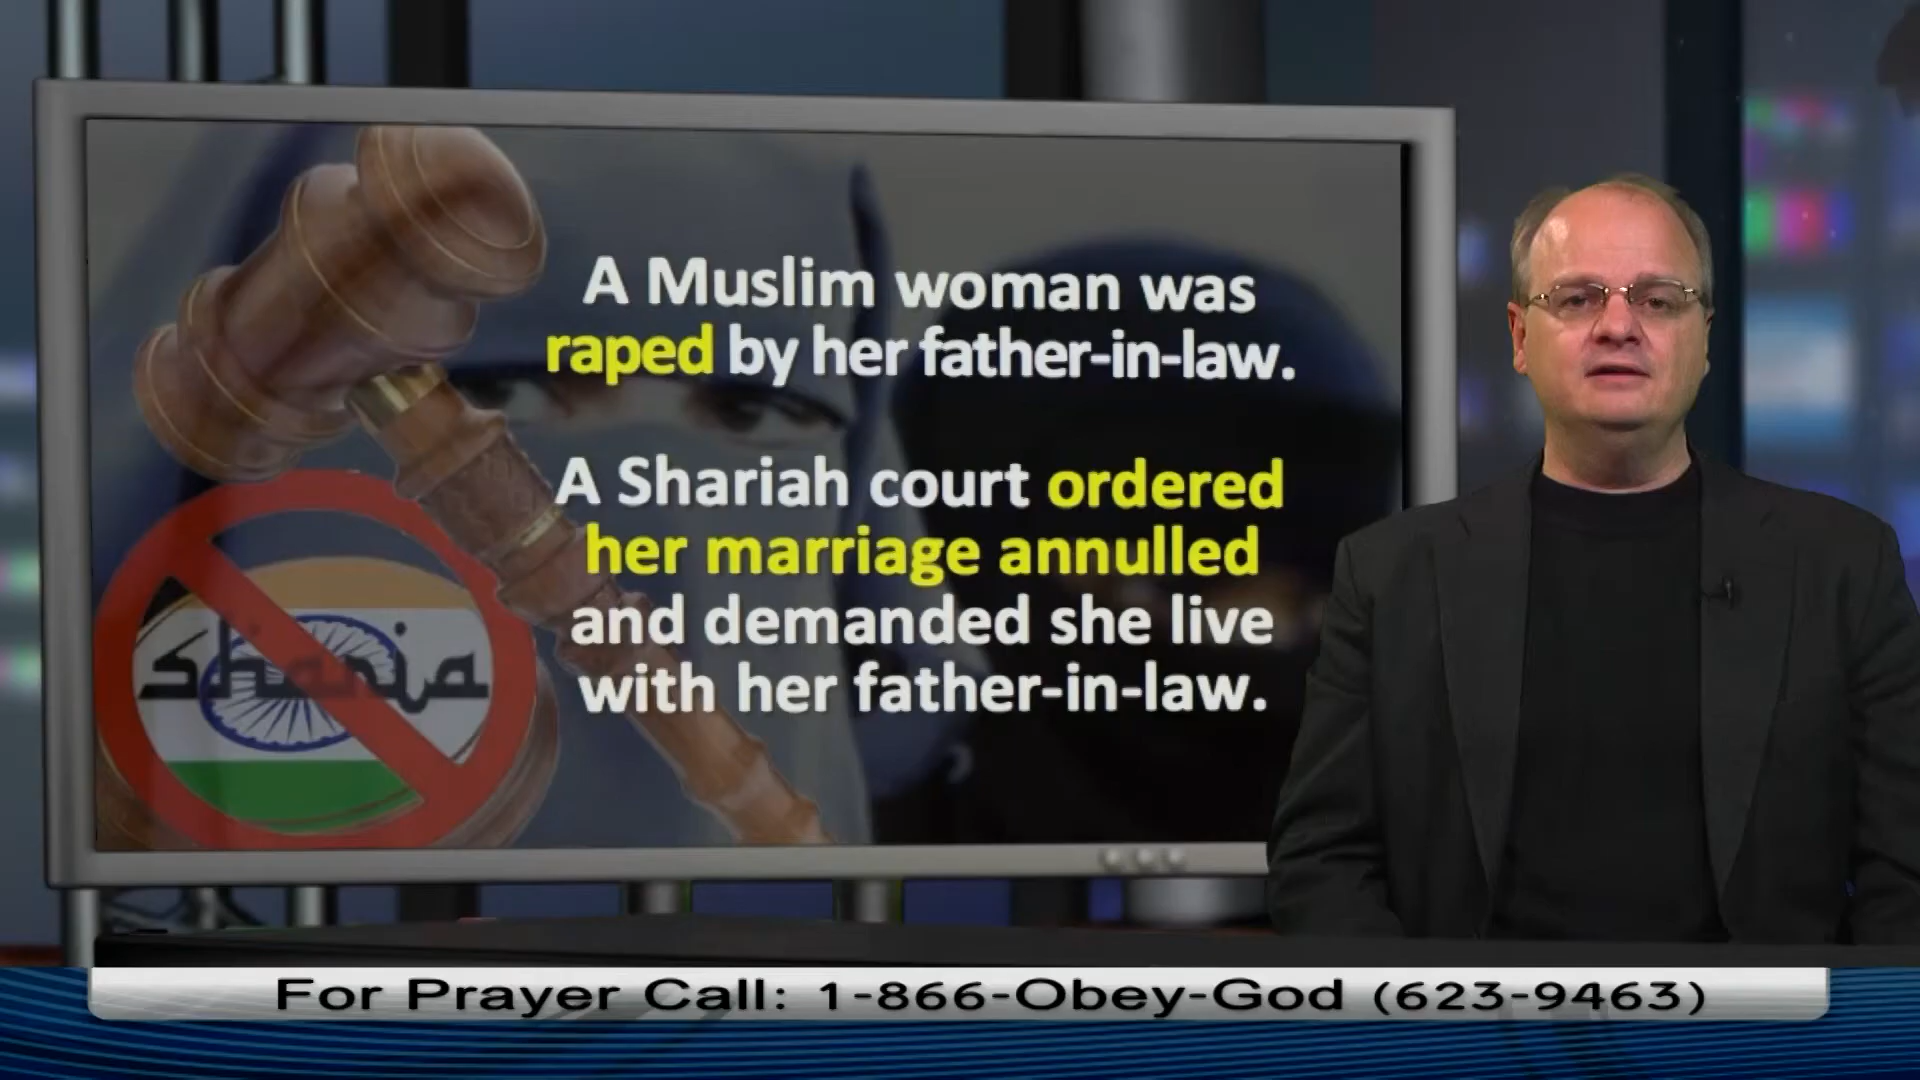 A Muslim woman was
raped by her father-in-law.
A Shariah court ordered
her marriage annulled
and demanded she live
with her father-in-law.
sharia
For Prayer Call: 1-866-Obey-God (623-9463)